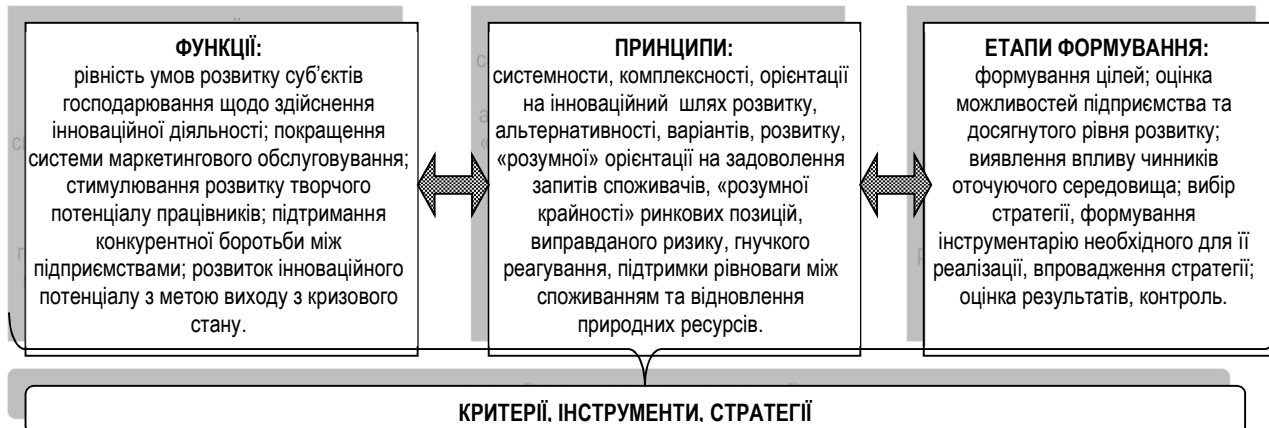 ФУНКЦІЇ:
рівність умов розвитку суб’єктів
господарювання щодо здійснення
інноваційної діяльності; покращення
системи маркетингового обслуговування;
стимулювання розвитку творчого
потенціалу працівників; підтримання
конкурентної боротьби між
підприємствами; розвиток інноваційного
потенціалу з метою виходу з кризового
стану.
ПРИНЦИПИ:
системности, комплексності, орієнтації
на інноваційний шлях розвитку,
альтернативності, варіантів, розвитку,
«розумної» орієнтації на задоволення
запитів споживачів, «розумної
крайності» ринкових позицій,
виправданого ризику, гнучкого
реагування, підтримки рівноваги між
споживанням та відновлення
природних ресурсів.
ЕТАПИ ФОРМУВАННЯ:
формування цілей; оцінка
можливостей підприємства та
досягнутого рівня розвитку;
виявлення впливу чинників
оточуючого середовища; вибір
стратегії, формування
інструментарію необхідного для її
реалізації, впровадження стратегії;
оцінка результатів, контроль.
КРИТЕРІЇ, ІНСТРУМЕНТИ, СТРАТЕГІЇ